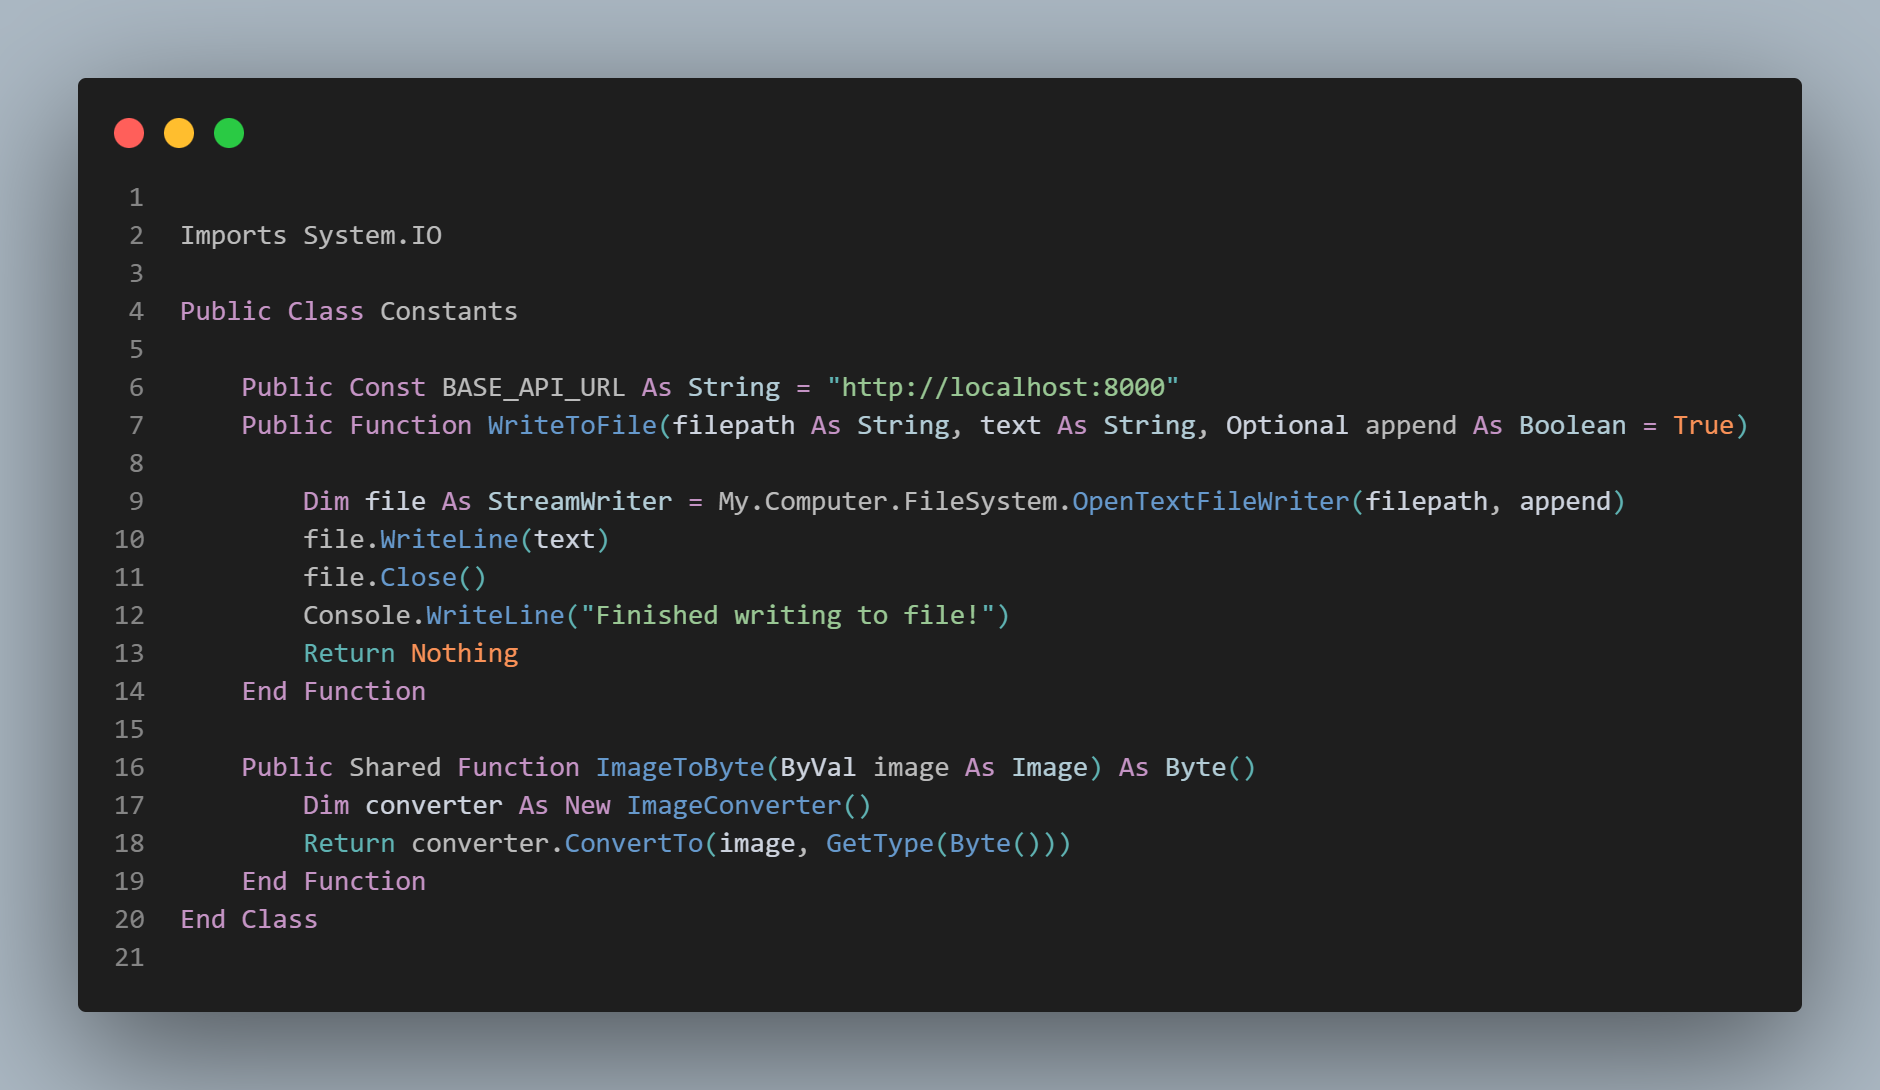 1
2 Imports System.IO
3
4 Public Class Constants
5
6     Public Const BASE_API_URL As String = "http://localhost:8000"
7     Public Function WriteToFile(filepath As String, text As String, Optional append As Boolean = True)
8
9         Dim file As StreamWriter = My.Computer.FileSystem.OpenTextFileWriter(filepath, append)
10         file.WriteLine(text)
11         file.Close()
12         Console.WriteLine("Finished writing to file!")
13         Return Nothing
14     End Function
15
16     Public Shared Function ImageToByte(ByVal image As Image) As Byte()
17         Dim converter As New ImageConverter()
18         Return converter.ConvertTo(image, GetType(Byte()))
19     End Function
20 End Class
21